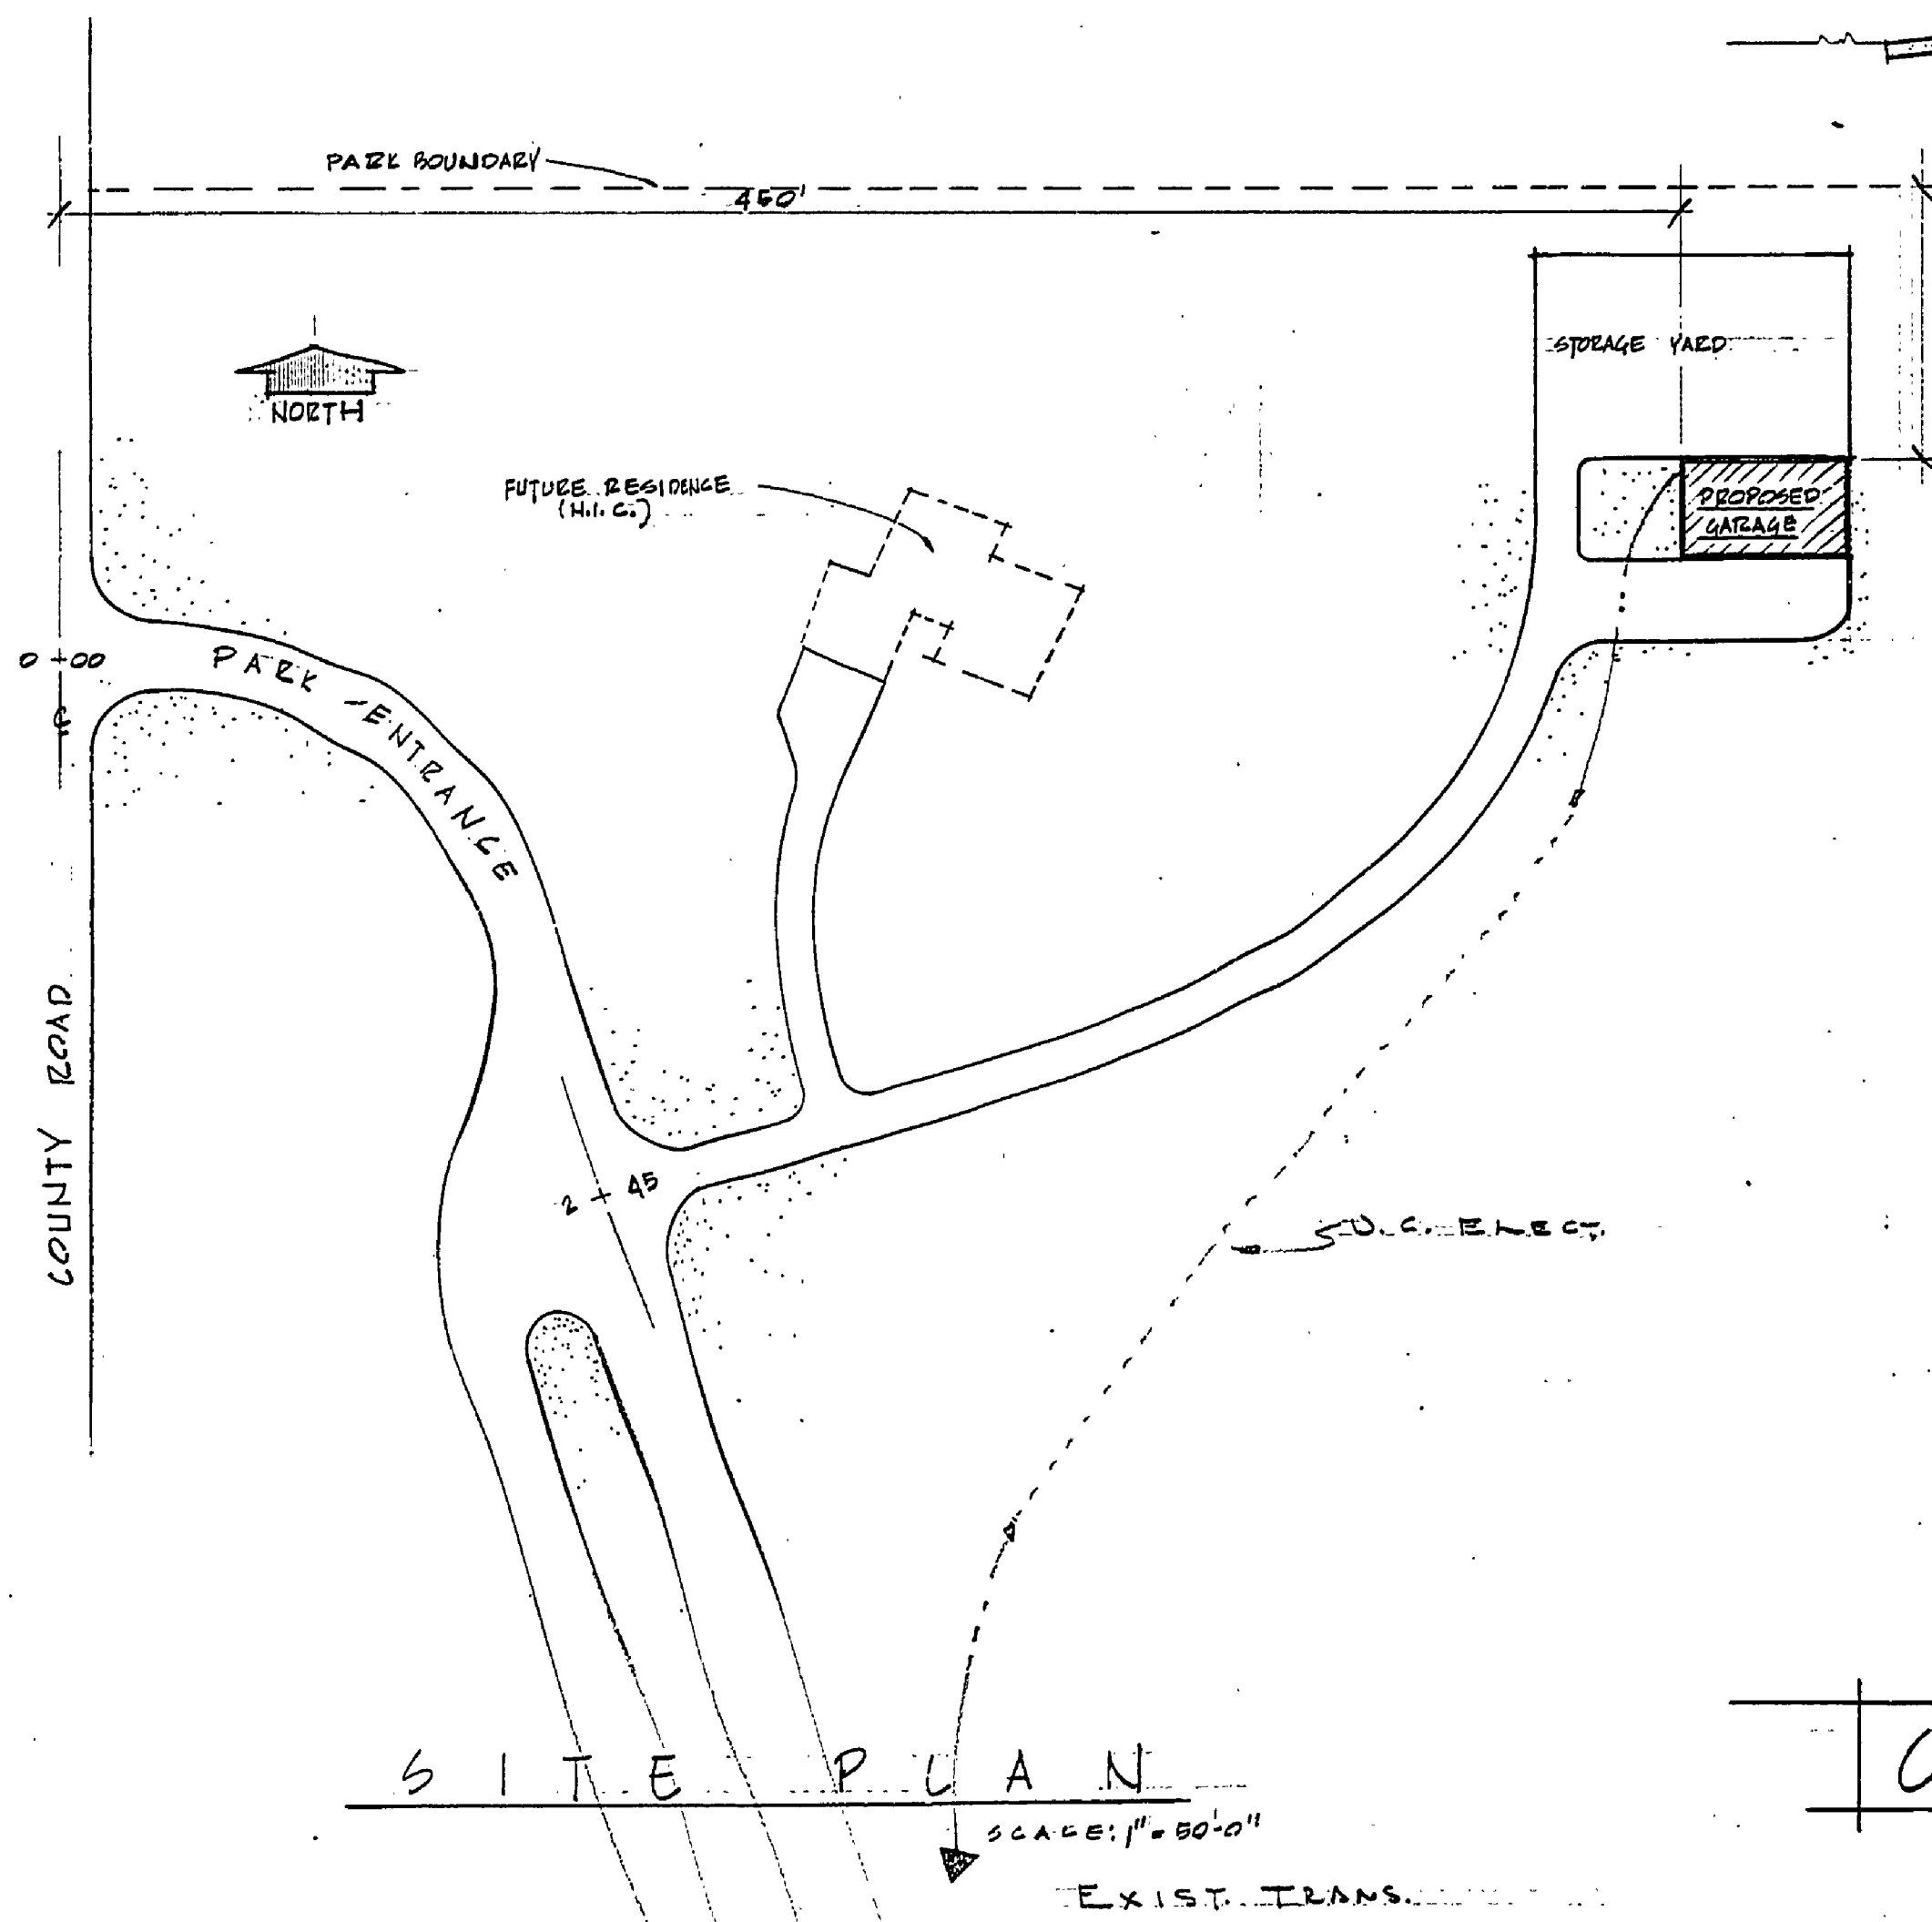 PARK BOUNDARY
450'
STORAGE YARD
NORTH
FUTURE RESIDENCE
(N.I.C.)
PROPOSED
GARAGE
0+00
PARK ENTRANCE
COUNTY ROAD
2+45
U.G. ELECT.
SITE PLAN
SCALE: 1" = 50'-0"
EXIST. TRANS.